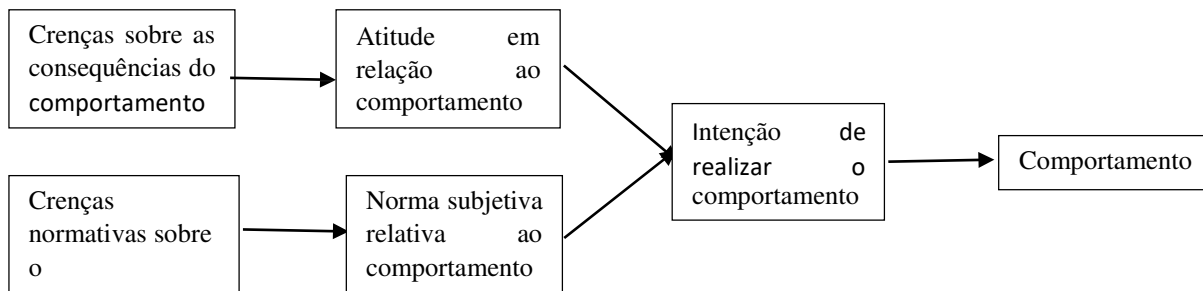 Crenças sobre as
consequências do
comportamento
Atitude em
relação ao
comportamento
Crenças
normativas sobre
o
Norma subjetiva
relativa ao
comportamento
Intenção de
realizar o
comportamento
Comportamento